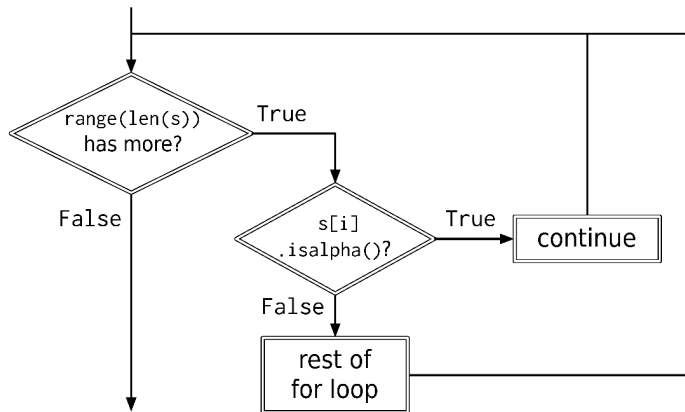 range(len(s))
has more?
True
False
s[i]
.isalpha()?
True
continue
False
rest of
for loop